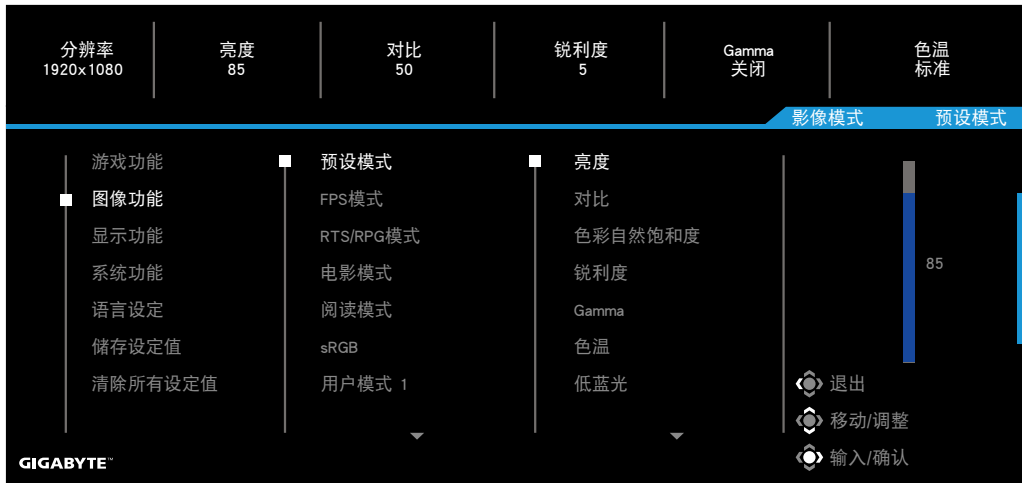 分辨率
1920x1080
亮度
85
对比
50
锐利度
5
Gamma
关闭
色温
标准
影像模式
预设模式
游戏功能
图像功能
显示功能
系统功能
语言设定
储存设定值
清除所有设定值
预设模式
FPS模式
RTS/RPG模式
电影模式
阅读模式
sRGB
用户模式 1
亮度
对比
色彩自然饱和度
锐利度
Gamma
色温
低蓝光
85
退出
移动/调整
输入/确认
GIGABYTE™